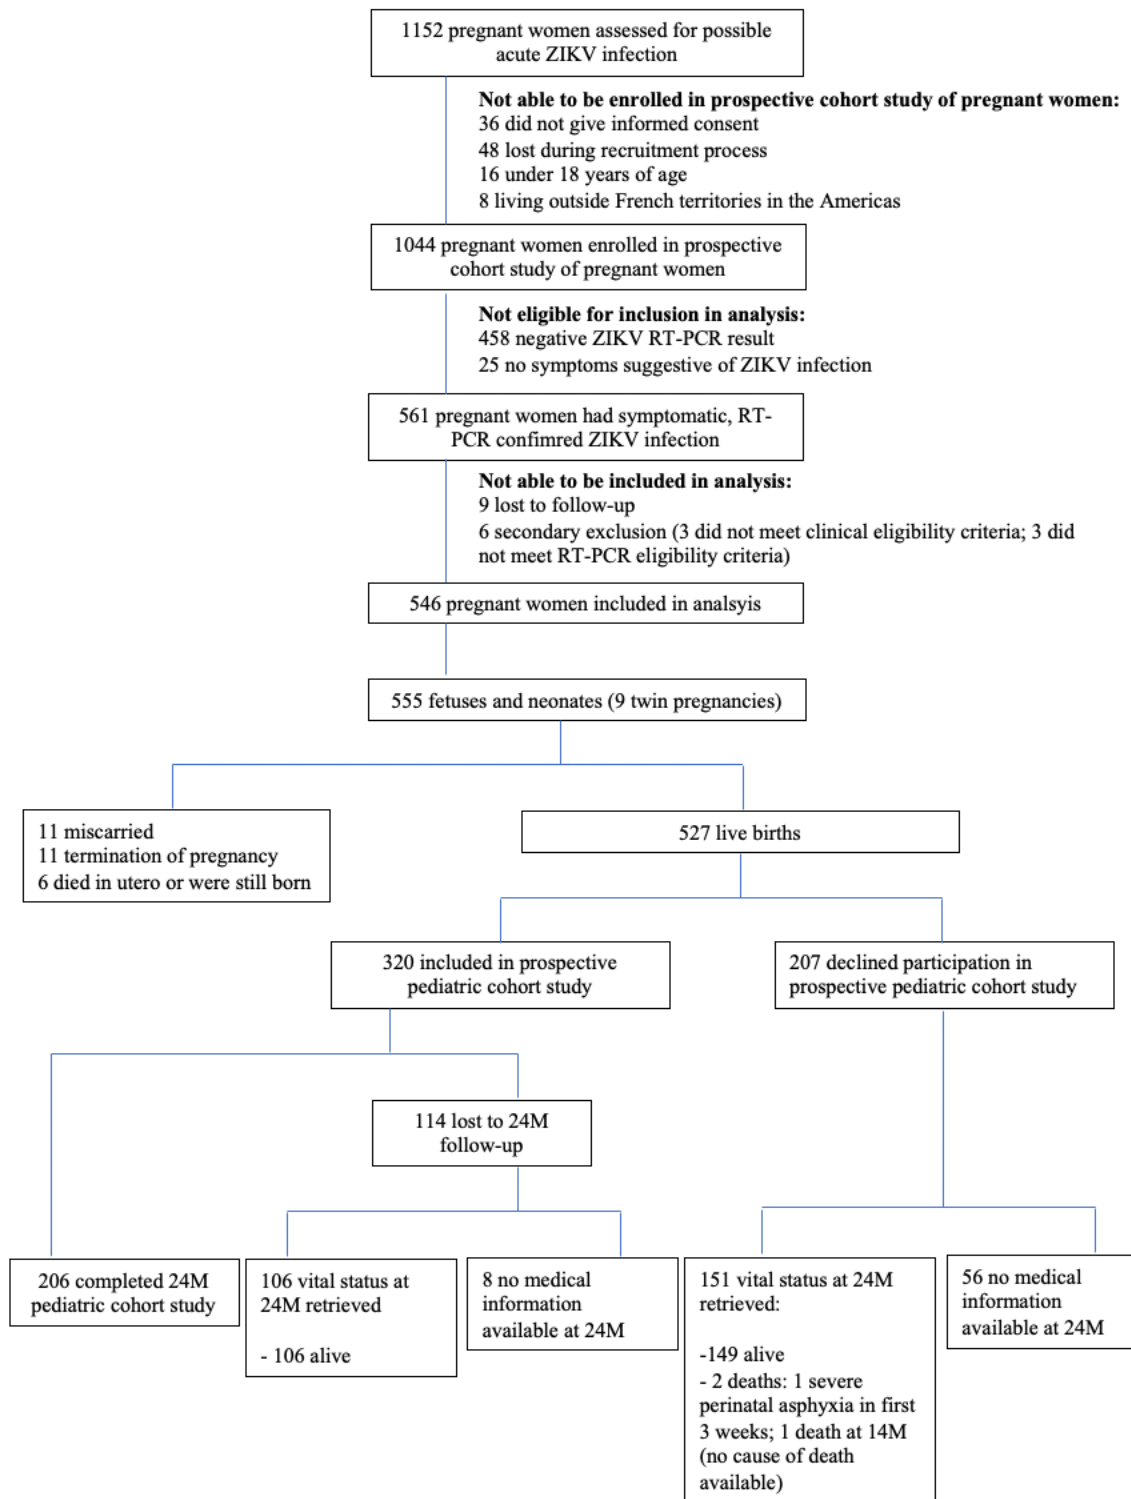 1152 pregnant women assessed for possible
acute ZIKV infection
Not able to be enrolled in prospective cohort study of pregnant women:
36 did not give informed consent
48 lost during recruitment process
16 under 18 years of age
8 living outside French territories in the Americas
1044 pregnant women enrolled in prospective
cohort study of pregnant women
Not eligible for inclusion in analysis:
458 negative ZIKV RT-PCR result
25 no symptoms suggestive of ZIKV infection
561 pregnant women had symptomatic, RT-
PCR confimred ZIKV infection
Not able to be included in analysis:
9 lost to follow-up
6 secondary exclusion (3 did not meet clinical eligibility criteria; 3 did
not meet RT-PCR eligibility criteria)
546 pregnant women included in analsyis
555 fetuses and neonates (9 twin pregnancies)
11 miscarried
11 termination of pregnancy
6 died in utero or were still born
527 live births
320 included in prospective
pediatric cohort study
207 declined participation in
prospective pediatric cohort study
114 lost to 24M
follow-up
206 completed 24M
pediatric cohort study
106 vital status at
24M retrieved
- 106 alive
8 no medical
information
available at 24M
151 vital status at 24M
retrieved:
-149 alive
- 2 deaths: 1 severe
perinatal asphyxia in first
3 weeks; 1 death at 14M
(no cause of death
available)
56 no medical
information
available at 24M